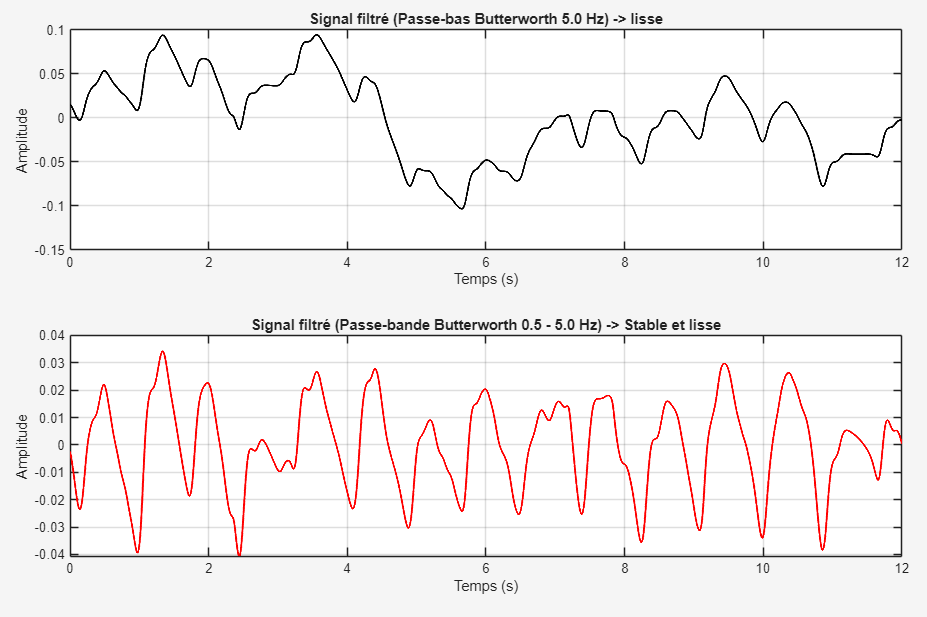 Signal filtré (Passe-bas Butterworth 5.0 Hz) -> lisse
0.1
0.05
0
-0.05
-0.1
-0.15
Amplitude
0 2 4 6 8 10 12
Temps (s)
Signal filtré (Passe-bande Butterworth 0.5 - 5.0 Hz) -> Stable et lisse
0.04
0.03
0.02
0.01
0
-0.01
-0.02
-0.03
-0.04
Amplitude
0 2 4 6 8 10 12
Temps (s)